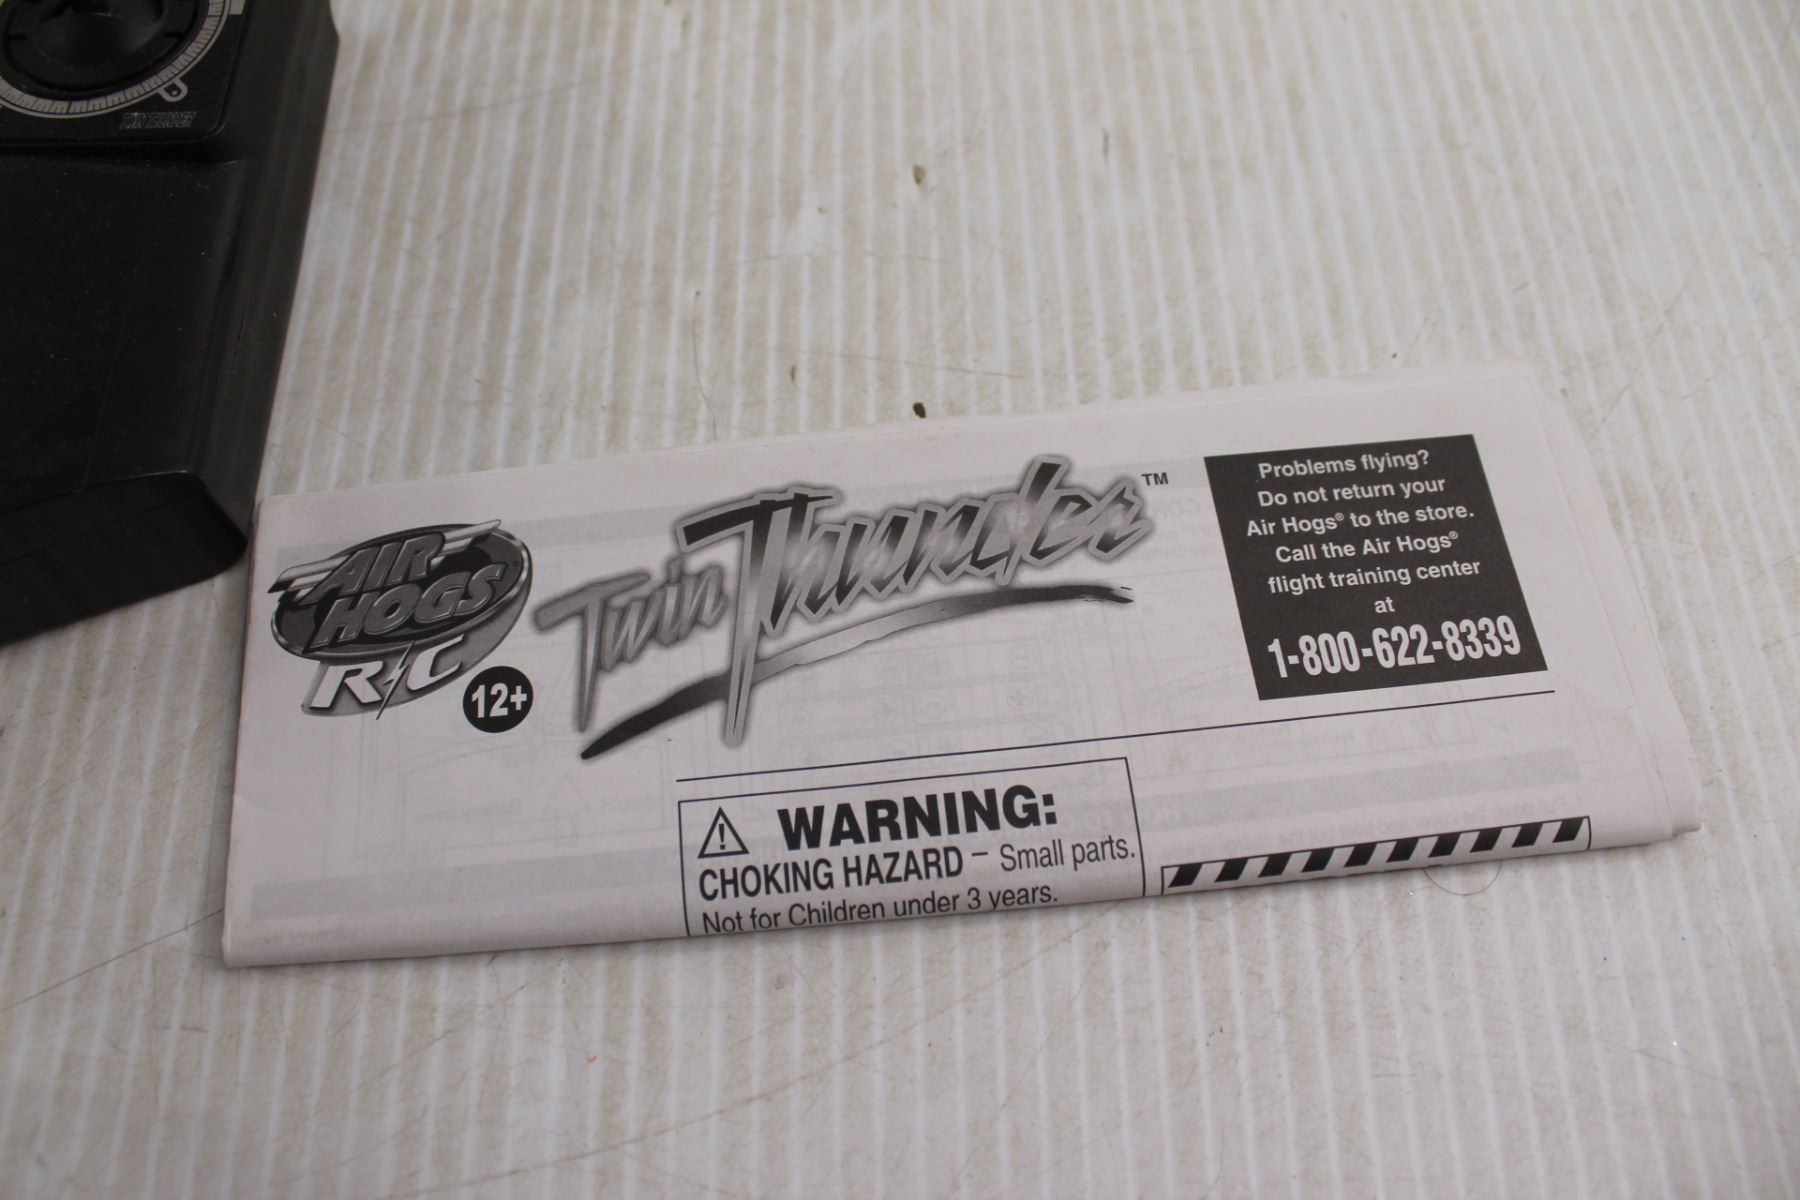 TWIN THUNDER
AIR
HOGS
R/C
12+
Twin Thunder™
Problems flying?
Do not return your
Air Hogs® to the store.
Call the Air Hogs®
flight training center
at
1-800-622-8339
WARNING:
CHOKING HAZARD – Small parts.
Not for Children under 3 years.